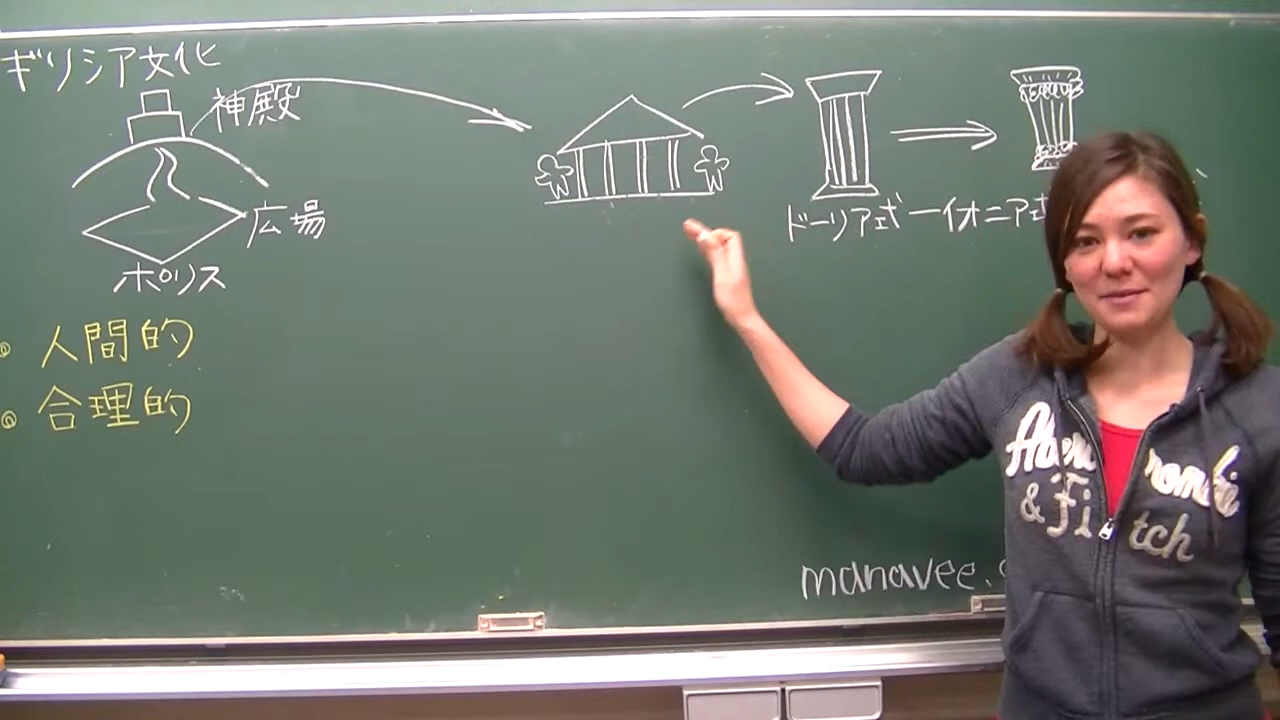 ギリシア文化
神殿
広場
ポリス
人間的
合理的
ドーリア式ーイオニア式
manavee.
Abercrombie
& Fitch